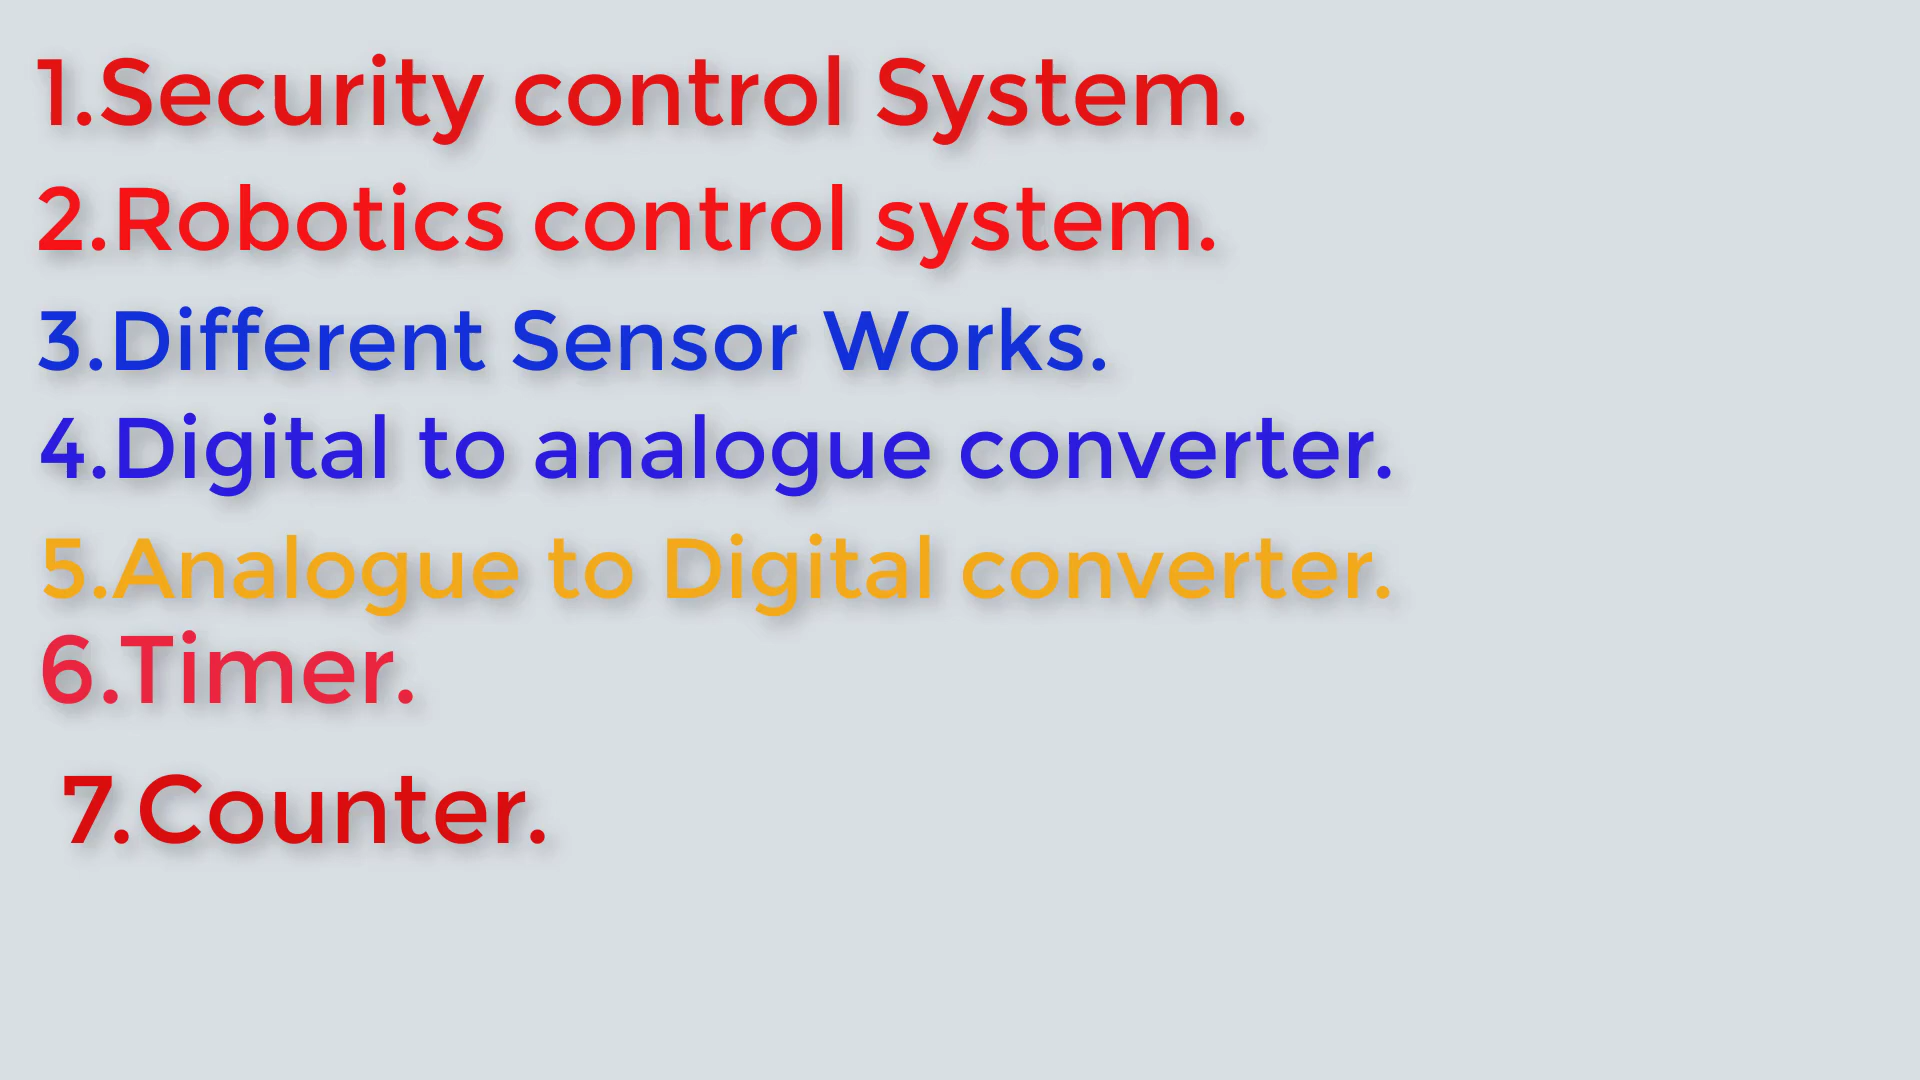 1.Security control System.
2.Robotics control system.
3.Different Sensor Works.
4.Digital to analogue converter.
5.Analogue to Digital converter.
6.Timer.
7.Counter.